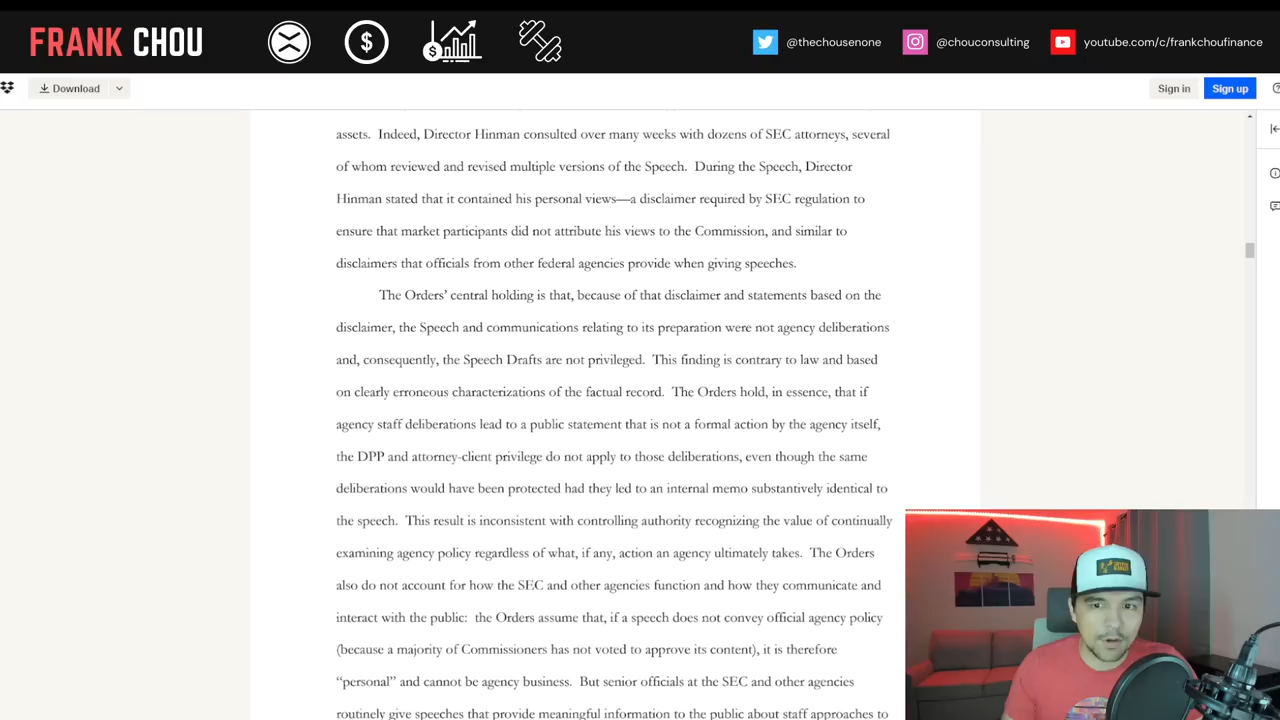 FRANK CHOU
@thechousenone
@chouconsulting
youtube.com/c/frankchoufinance
Download
Sign in
Sign up
assets. Indeed, Director Hinman consulted over many weeks with dozens of SEC attorneys, several
of whom reviewed and revised multiple versions of the Speech. During the Speech, Director
Hinman stated that it contained his personal views—a disclaimer required by SEC regulation to
ensure that market participants did not attribute his views to the Commission, and similar to
disclaimers that officials from other federal agencies provide when giving speeches.
The Orders’ central holding is that, because of that disclaimer and statements based on the
disclaimer, the Speech and communications relating to its preparation were not agency deliberations
and, consequently, the Speech Drafts are not privileged. This finding is contrary to law and based
on clearly erroneous characterizations of the factual record. The Orders hold, in essence, that if
agency staff deliberations lead to a public statement that is not a formal action by the agency itself,
the DPP and attorney-client privilege do not apply to those deliberations, even though the same
deliberations would have been protected had they led to an internal memo substantively identical to
the speech. This result is inconsistent with controlling authority recognizing the value of continually
examining agency policy regardless of what, if any, action an agency ultimately takes. The Orders
also do not account for how the SEC and other agencies function and how they communicate and
interact with the public: the Orders assume that, if a speech does not convey official agency policy
(because a majority of Commissioners has not voted to approve its content), it is therefore
“personal” and cannot be agency business. But senior officials at the SEC and other agencies
routinely give speeches that provide meaningful information to the public about staff approaches to